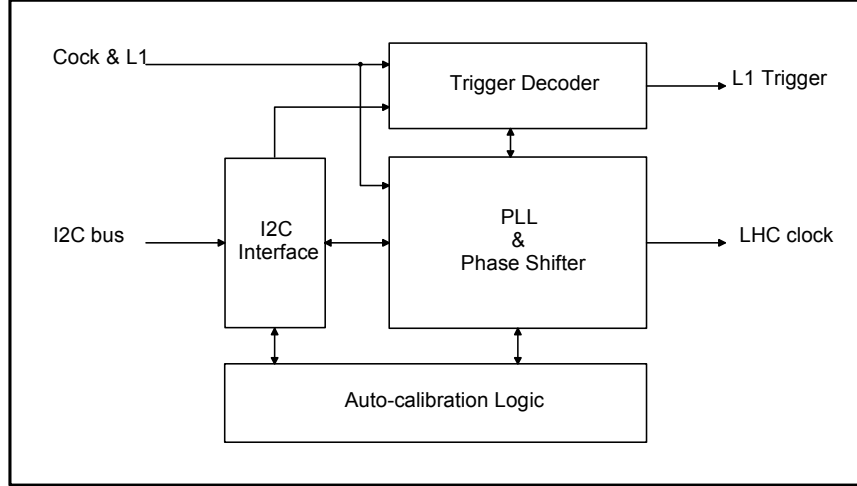 Cock & L1
Trigger Decoder
L1 Trigger
I2C bus
I2C
Interface
PLL
&
Phase Shifter
LHC clock
Auto-calibration Logic